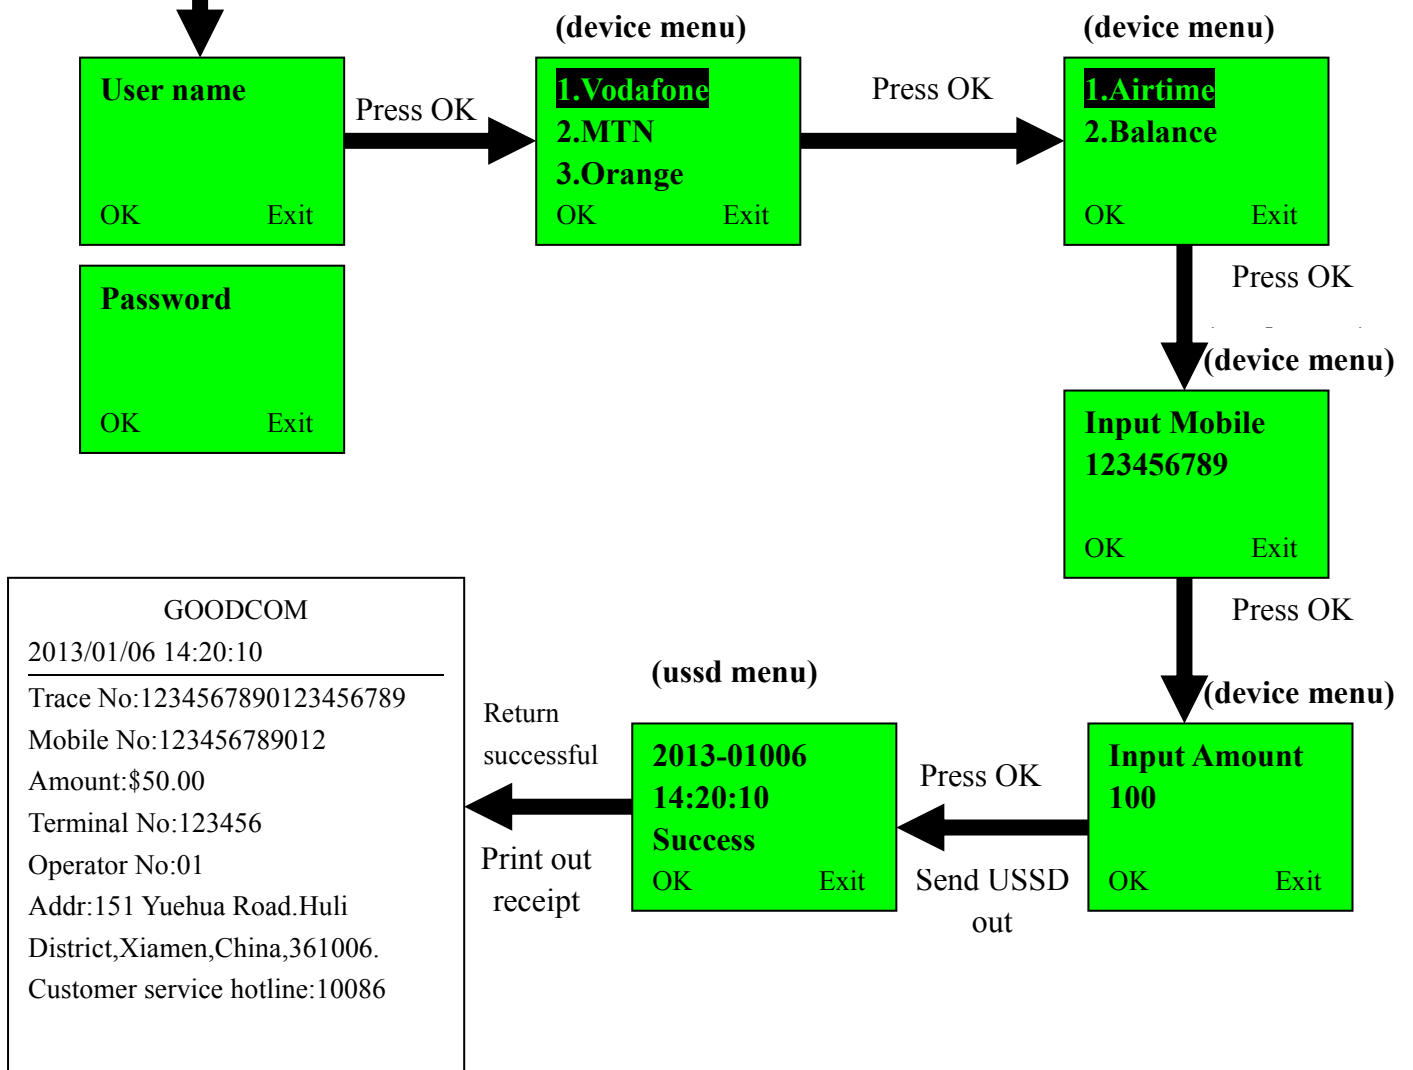 User name
OK Exit
Password
OK Exit
Press OK
(device menu)
1.Vodafone
2.MTN
3.Orange
OK Exit
Press OK
(device menu)
1.Airtime
2.Balance
OK Exit
Press OK
(device menu)
Input Mobile
123456789
OK Exit
Press OK
(device menu)
Input Amount
100
OK Exit
Press OK
Send USSD
out
(ussd menu)
2013-01006
14:20:10
Success
OK Exit
Return
successful
Print out
receipt
GOODCOM
2013/01/06 14:20:10
Trace No:1234567890123456789
Mobile No:123456789012
Amount:$50.00
Terminal No:123456
Operator No:01
Addr:151 Yuehua Road.Huli
District,Xiamen,China,361006.
Customer service hotline:10086